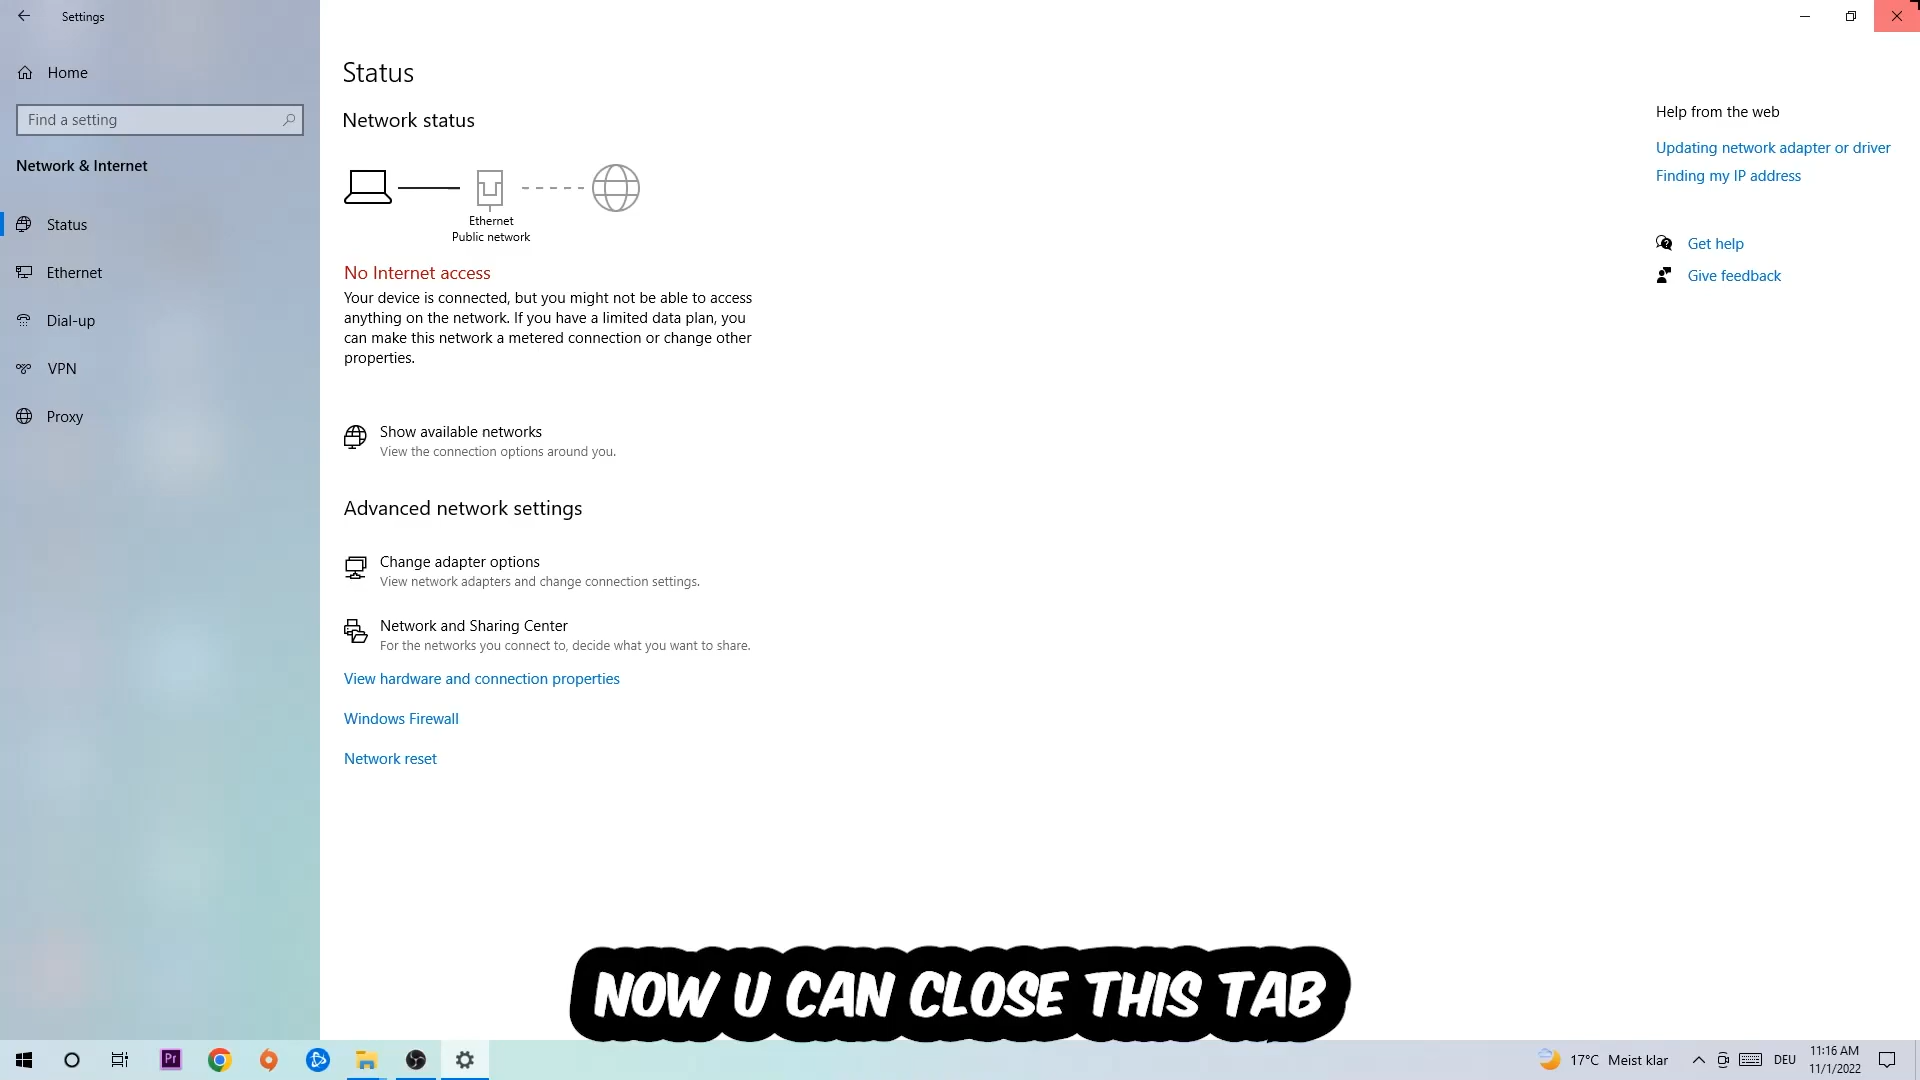 Settings
Home
Find a setting
Network & Internet
Status
Ethernet
Dial-up
VPN
Proxy
Status
Network status
Ethernet
Public network
No Internet access
Your device is connected, but you might not be able to access
anything on the network. If you have a limited data plan, you
can make this network a metered connection or change other
properties.
Show available networks
View the connection options around you.
Advanced network settings
Change adapter options
View network adapters and change connection settings.
Network and Sharing Center
For the networks you connect to, decide what you want to share.
View hardware and connection properties
Windows Firewall
Network reset
Help from the web
Updating network adapter or driver
Finding my IP address
Get help
Give feedback
NOW U CAN CLOSE THIS TAB
Pr
17°C Meist klar
DEU
11:16 AM
11/1/2022